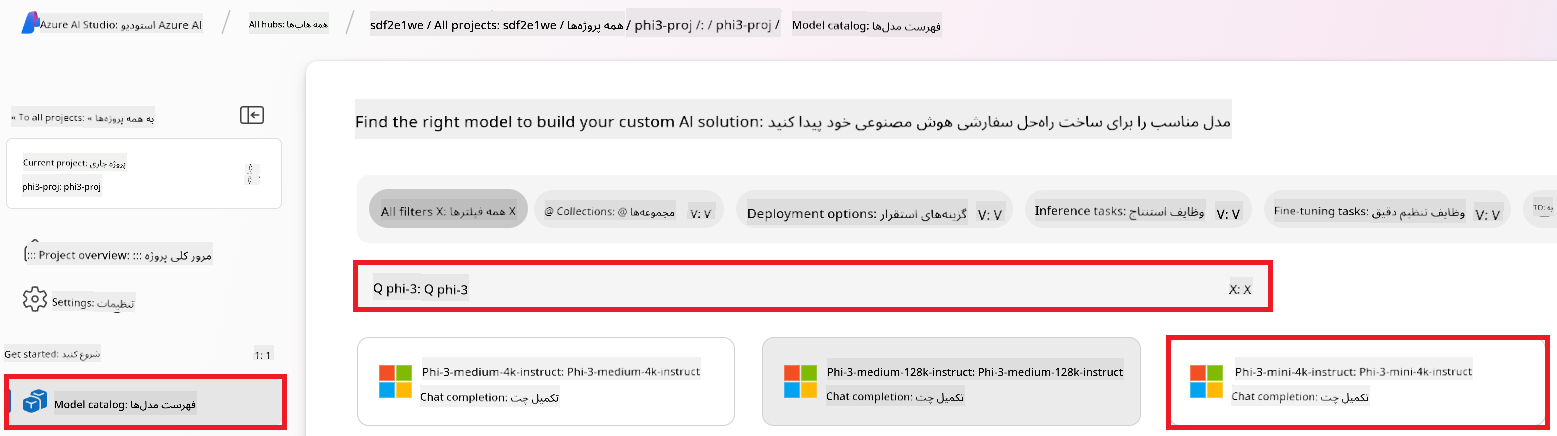 Azure AI Studio: استودیو Azure AI / All hubs: همه هاب‌ها / sdf2e1we / All projects: sdf2e1we / همه پروژه‌ها / phi3-proj /: / phi3-proj / Model catalog: فهرست مدل‌ها
« To all projects: « به همه پروژه‌ها
Current project: پروژه جاری
phi3-proj: phi3-proj
::: Project overview: ::: مرور کلی پروژه
Settings: تنظیمات
Get started: شروع کنید 1: 1
Model catalog: فهرست مدل‌ها
Find the right model to build your custom AI solution: مدل مناسب را برای ساخت راه‌حل سفارشی هوش مصنوعی خود پیدا کنید
All filters X: همه فیلترها X
@ Collections: @ مجموعه‌ها V: V
Deployment options: گزینه‌های استقرار V: V
Inference tasks: وظایف استنتاج V: V
Fine-tuning tasks: وظایف تنظیم دقیق V: V
TO: به
Q phi-3: Q phi-3 X: X
Phi-3-medium-4k-instruct: Phi-3-medium-4k-instruct
Chat completion: تکمیل چت
Phi-3-medium-128k-instruct: Phi-3-medium-128k-instruct
Chat completion: تکمیل چت
Phi-3-mini-4k-instruct: Phi-3-mini-4k-instruct
Chat completion: تکمیل چت